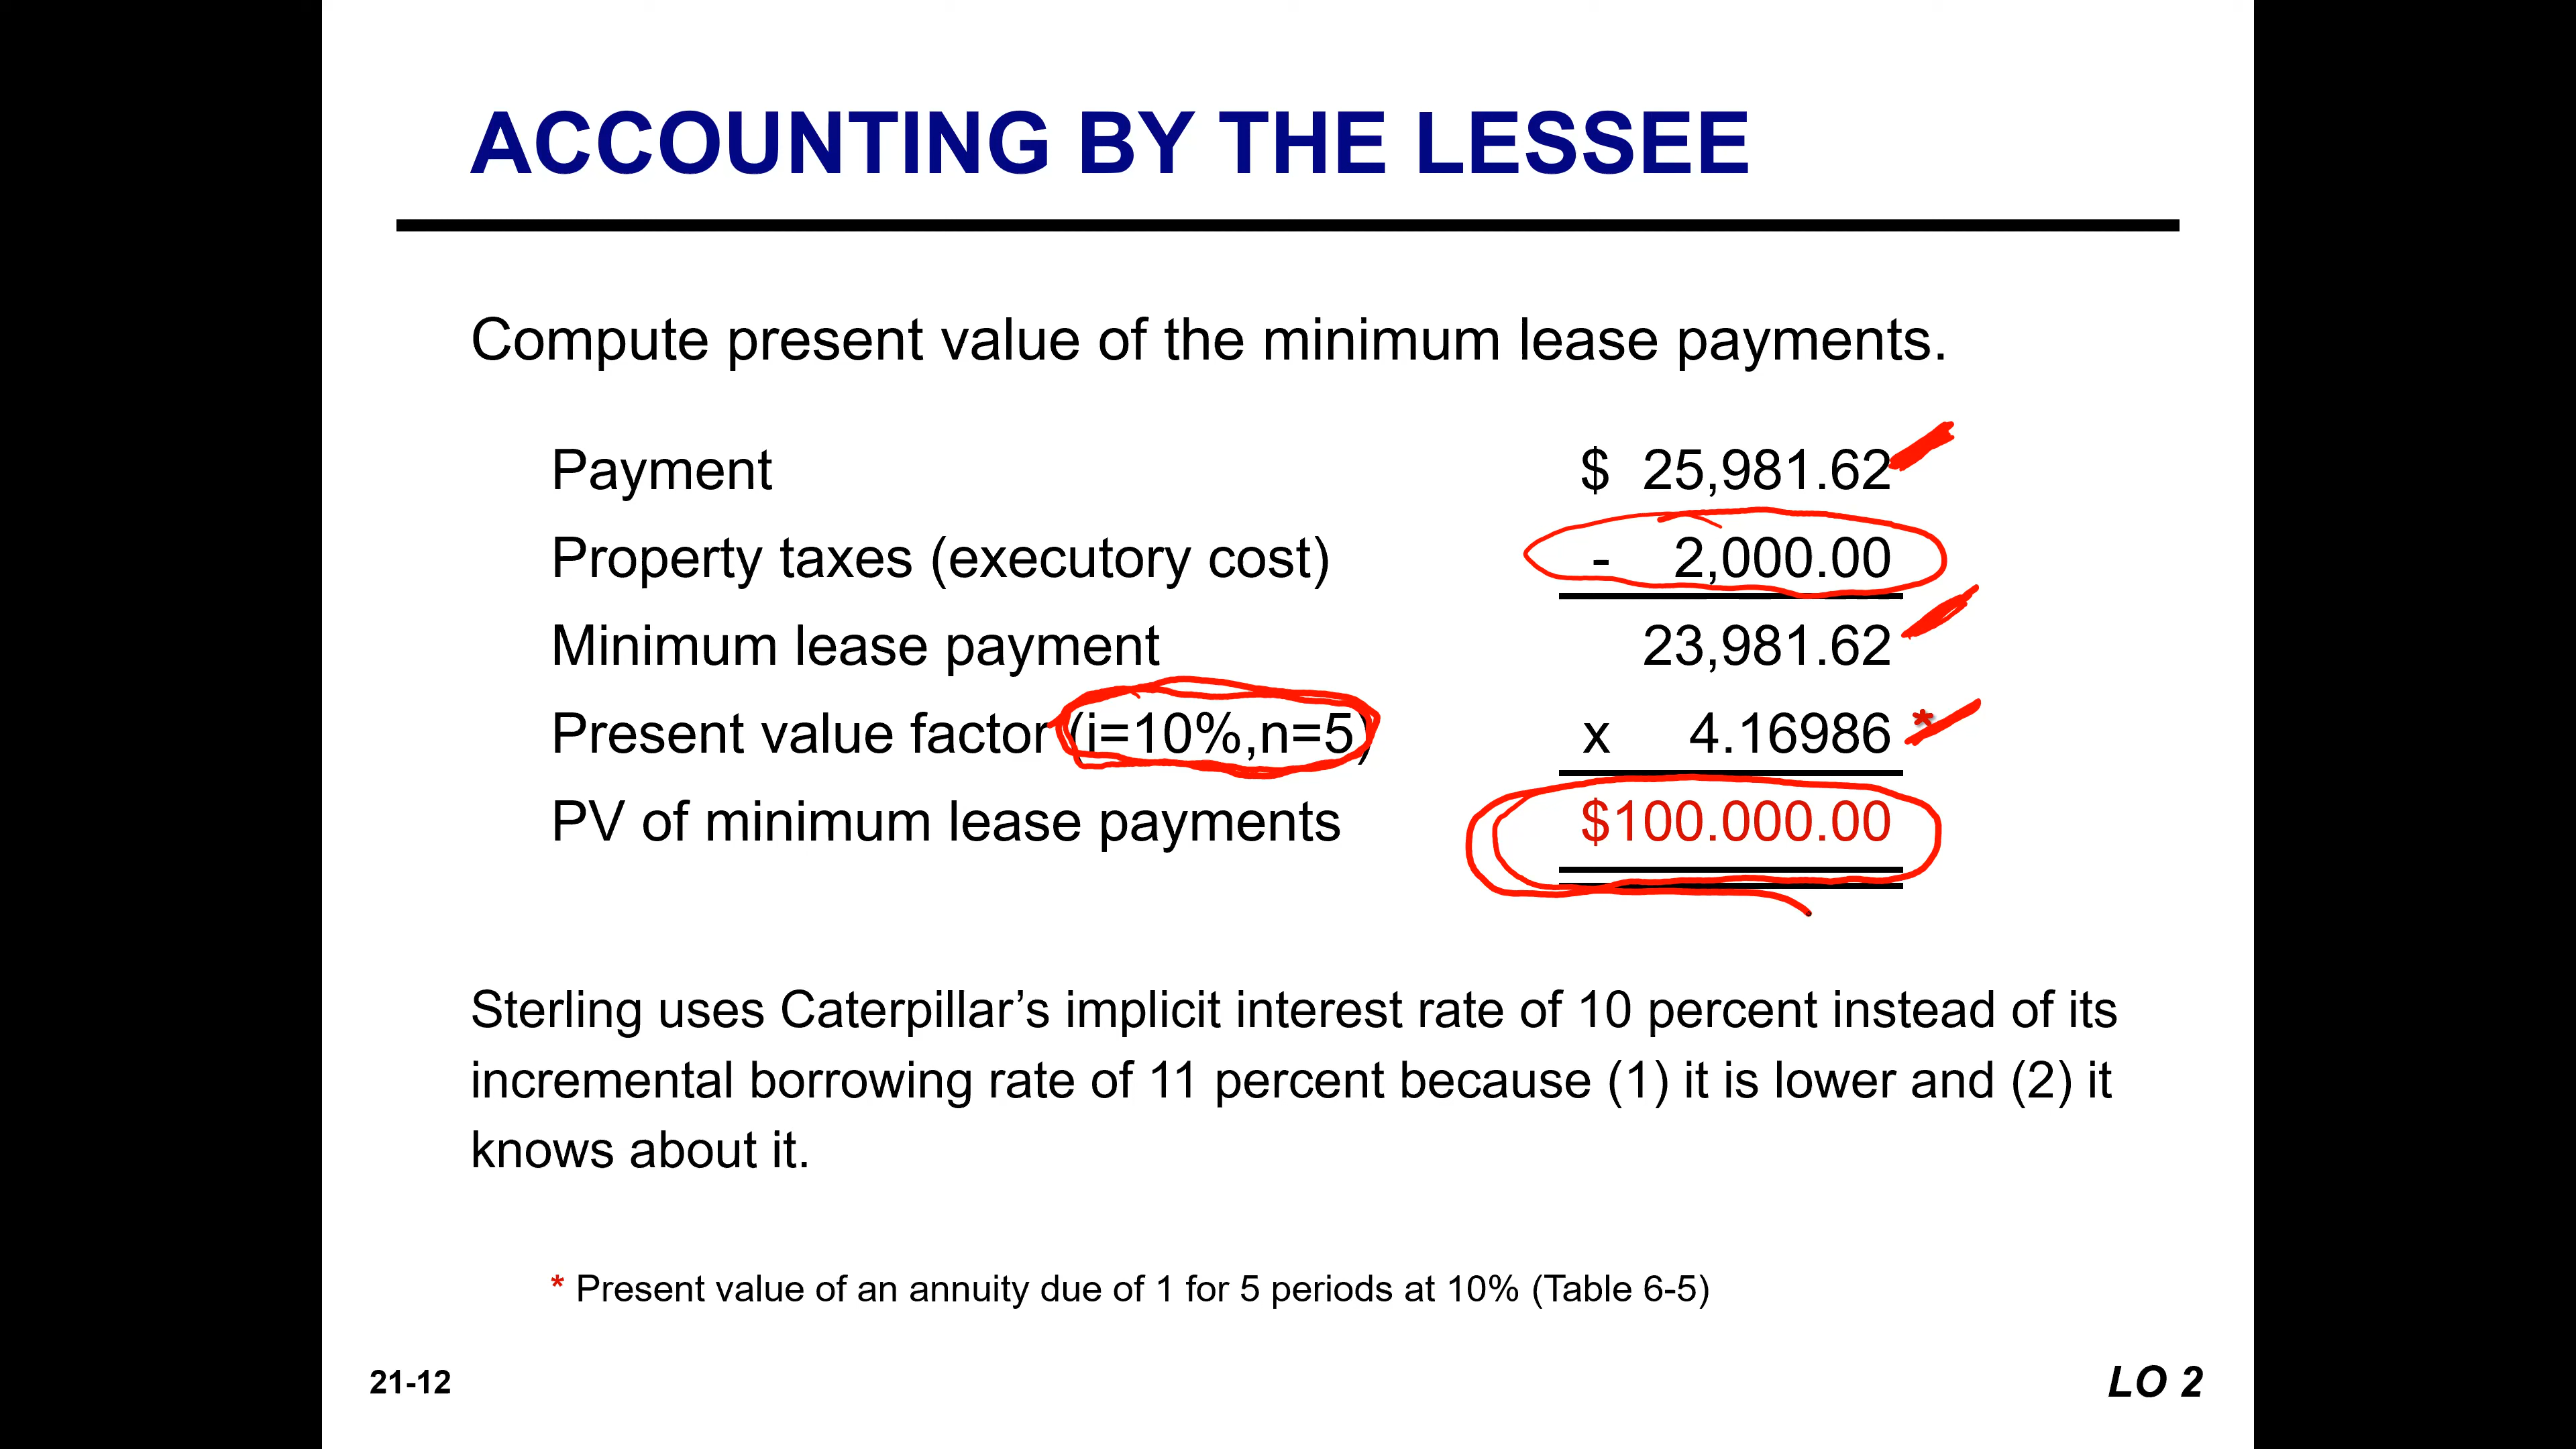 ACCOUNTING BY THE LESSEE
Compute present value of the minimum lease payments.
Payment $ 25,981.62
Property taxes (executory cost) - 2,000.00
Minimum lease payment 23,981.62
Present value factor (i=10%,n=5) x 4.16986 *
PV of minimum lease payments $100.000.00
Sterling uses Caterpillar’s implicit interest rate of 10 percent instead of its
incremental borrowing rate of 11 percent because (1) it is lower and (2) it
knows about it.
* Present value of an annuity due of 1 for 5 periods at 10% (Table 6-5)
21-12 LO 2